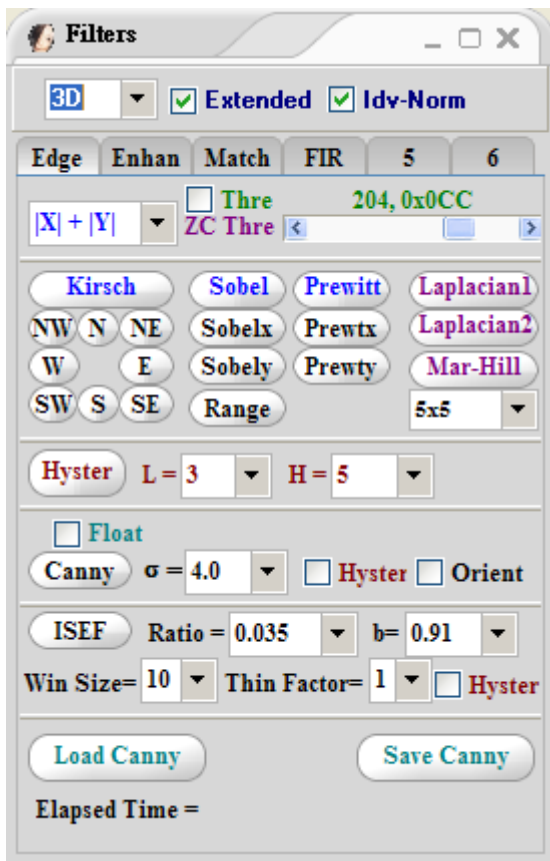 Filters
3D Extended Idv-Norm
Edge Enhan Match FIR 5 6
Thre 204, 0x0CC
|X| + |Y| ZC Thre
Kirsch Sobel Prewitt Laplacian1
NW N NE Sobelx Prewtx Laplacian2
W E Sobely Prewty Mar-Hill
SW S SE Range 5x5
Hyster L = 3 H = 5
Float
Canny σ = 4.0 Hyster Orient
ISEF Ratio = 0.035 b= 0.91
Win Size= 10 Thin Factor= 1 Hyster
Load Canny Save Canny
Elapsed Time =